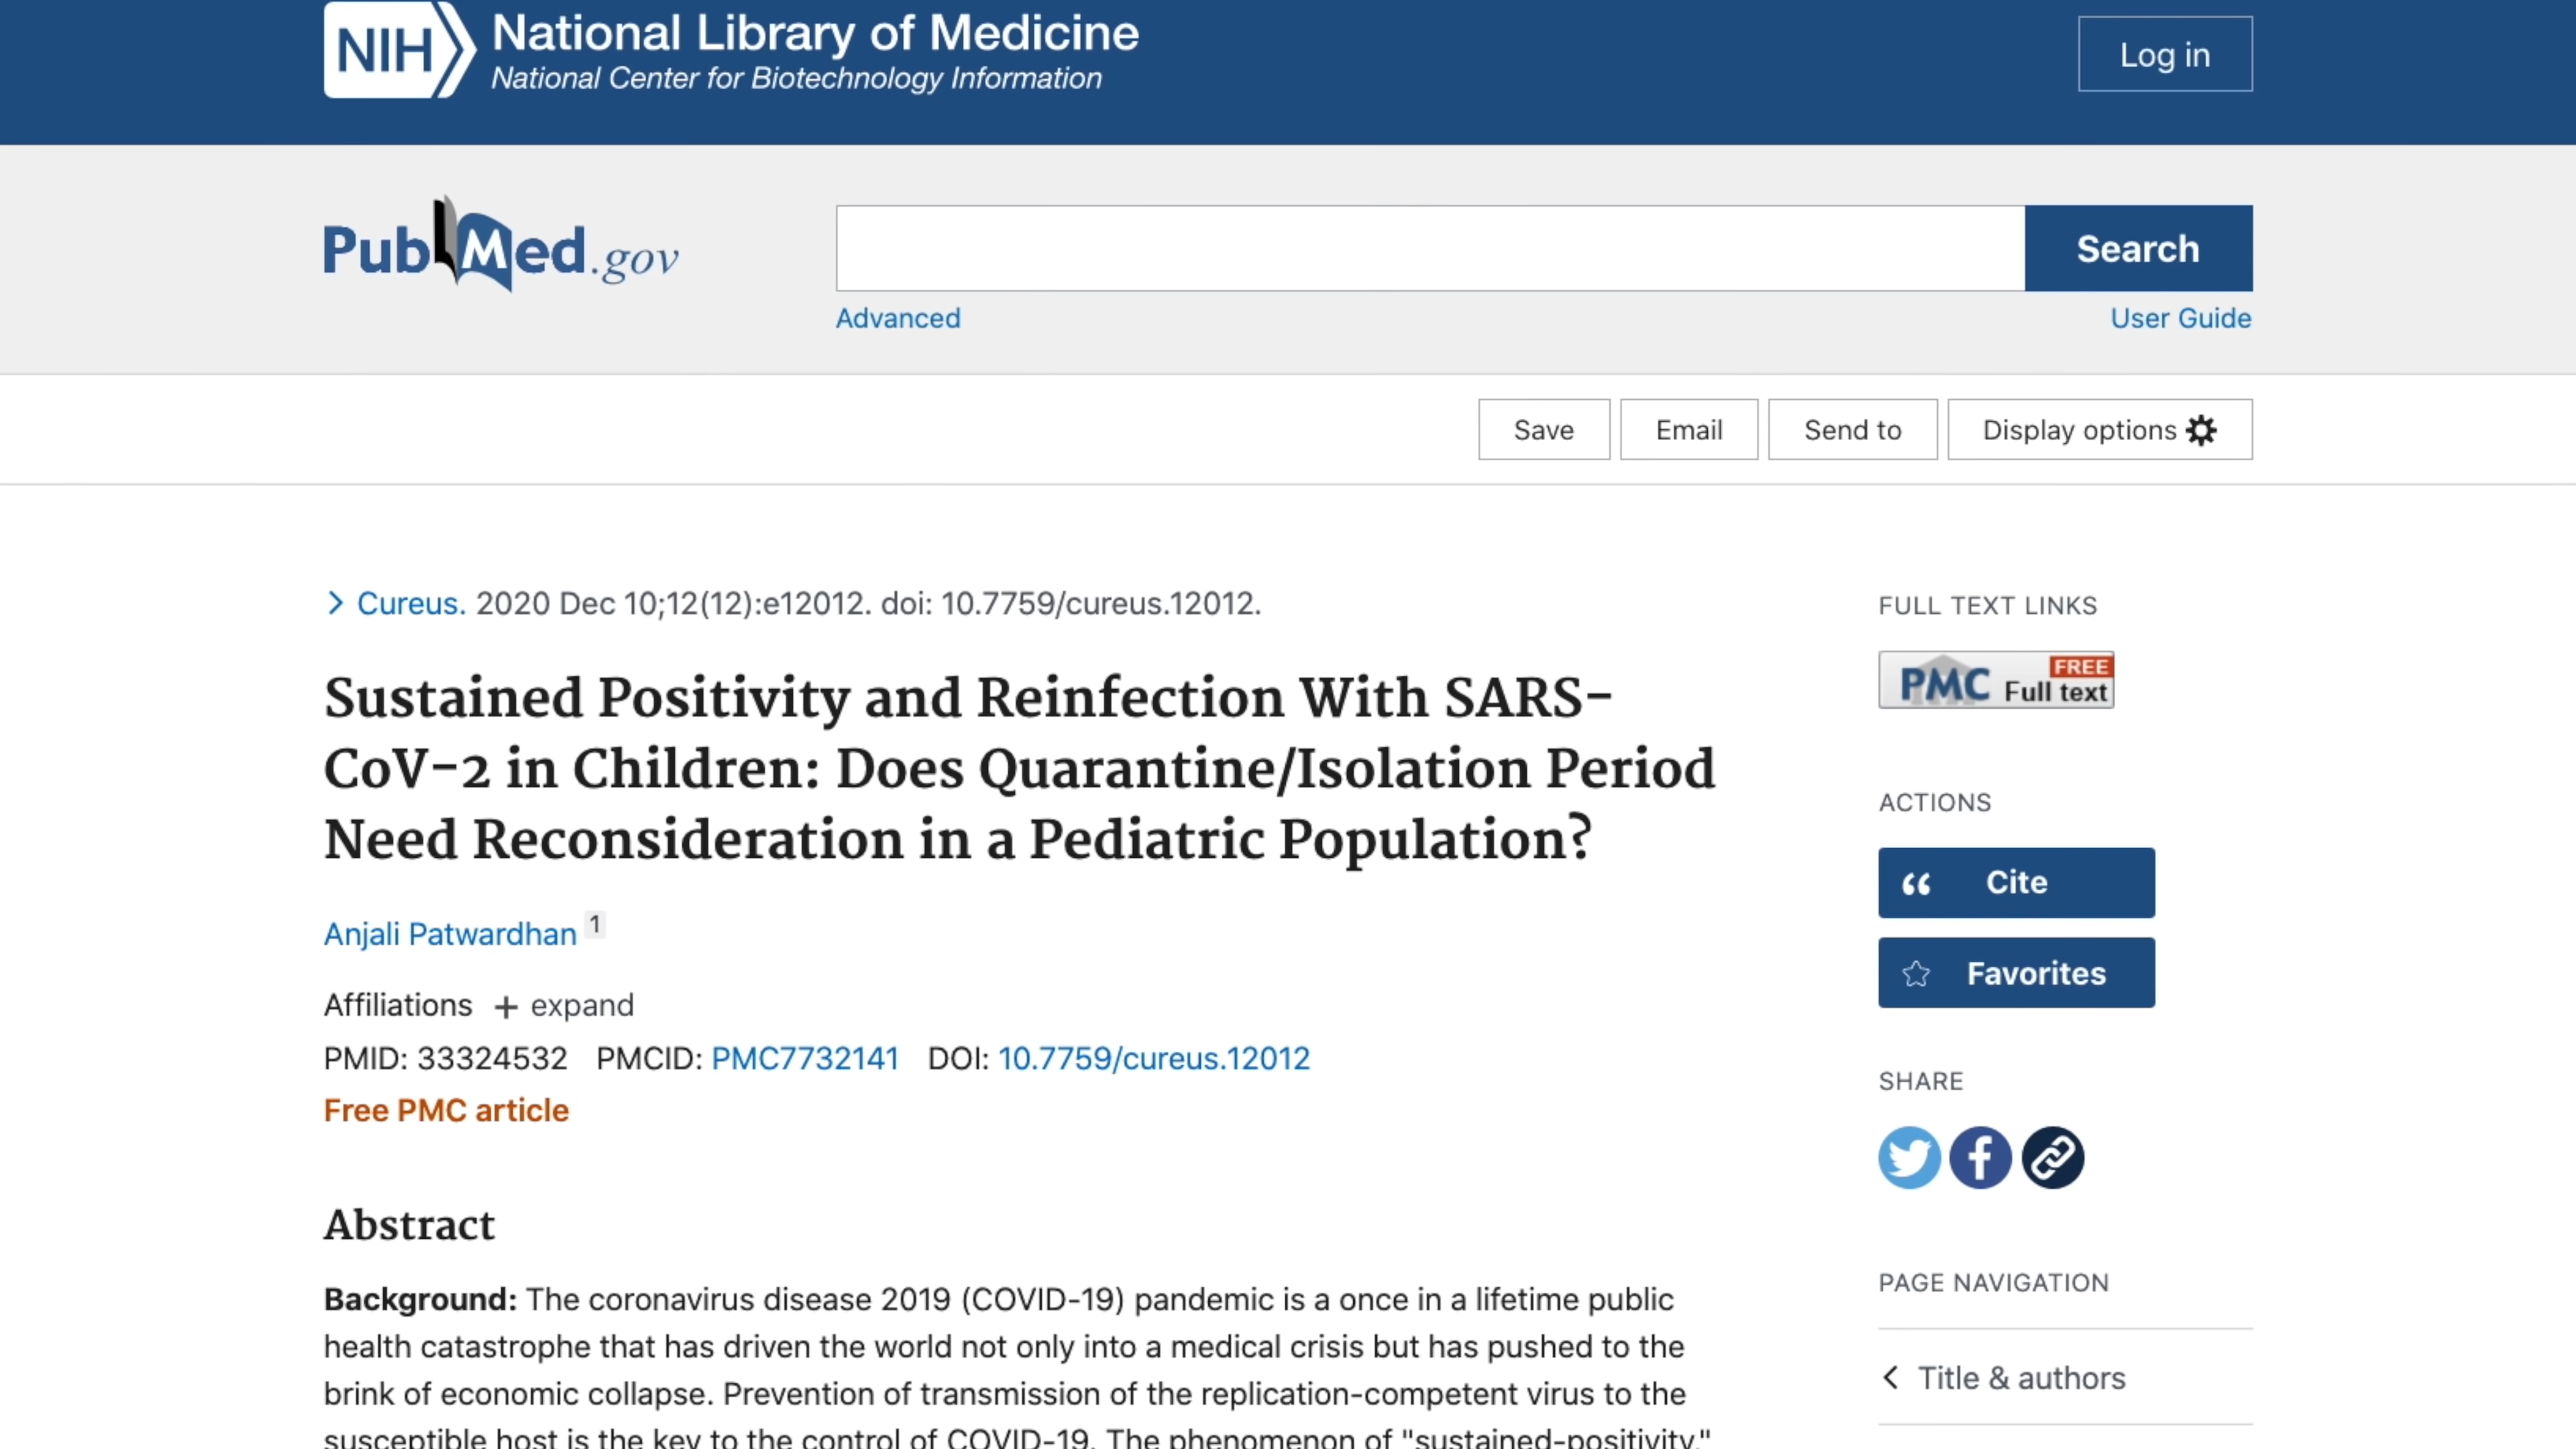 NIH National Library of Medicine
National Center for Biotechnology Information
Log in
PubMed.gov
Search
Advanced
User Guide
Save
Email
Send to
Display options
Cureus. 2020 Dec 10;12(12):e12012. doi: 10.7759/cureus.12012.
Sustained Positivity and Reinfection With SARS-
CoV-2 in Children: Does Quarantine/Isolation Period
Need Reconsideration in a Pediatric Population?
Anjali Patwardhan 1
Affiliations + expand
PMID: 33324532 PMCID: PMC7732141 DOI: 10.7759/cureus.12012
Free PMC article
Abstract
Background: The coronavirus disease 2019 (COVID-19) pandemic is a once in a lifetime public
health catastrophe that has driven the world not only into a medical crisis but has pushed to the
brink of economic collapse. Prevention of transmission of the replication-competent virus to the
susceptible host is the key to the control of COVID-19. The phenomenon of "sustained-positivity,"
FULL TEXT LINKS
PMC FREE
Full text
ACTIONS
Cite
Favorites
SHARE
PAGE NAVIGATION
Title & authors